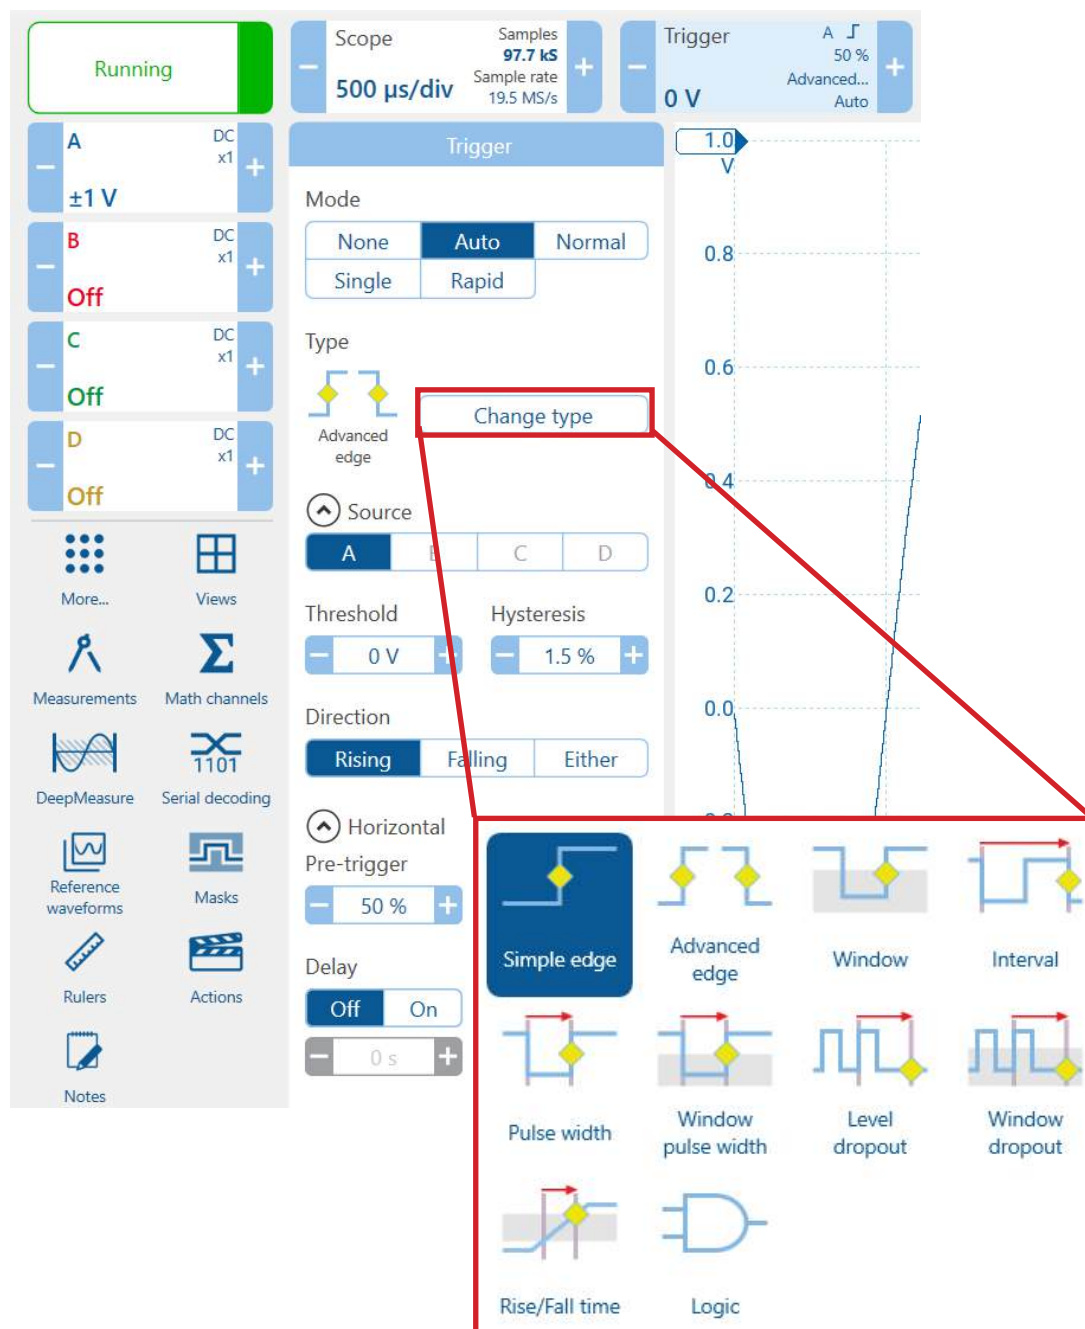 Running
Scope
Samples
97.7 kS
500 µs/div
Sample rate
19.5 MS/s
Trigger
A
50 %
Advanced...
0 V
Auto
A
DC
x1
±1 V
B
DC
x1
Off
C
DC
x1
Off
D
DC
x1
Off
More...
Views
Measurements
Math channels
1101
DeepMeasure
Serial decoding
Reference
waveforms
Masks
Rulers
Actions
Notes
Trigger
Mode
None
Auto
Normal
Single
Rapid
Type
Advanced
edge
Change type
Source
A
B
C
D
Threshold
Hysteresis
− 0 V +
− 1.5 % +
Direction
Rising
Falling
Either
Horizontal
Pre-trigger
− 50 % +
Delay
Off
On
− 0 s +
1.0
V
0.8
0.6
0.4
0.2
0.0
Simple edge
Advanced
edge
Window
Interval
Pulse width
Window
pulse width
Level
dropout
Window
dropout
Rise/Fall time
Logic